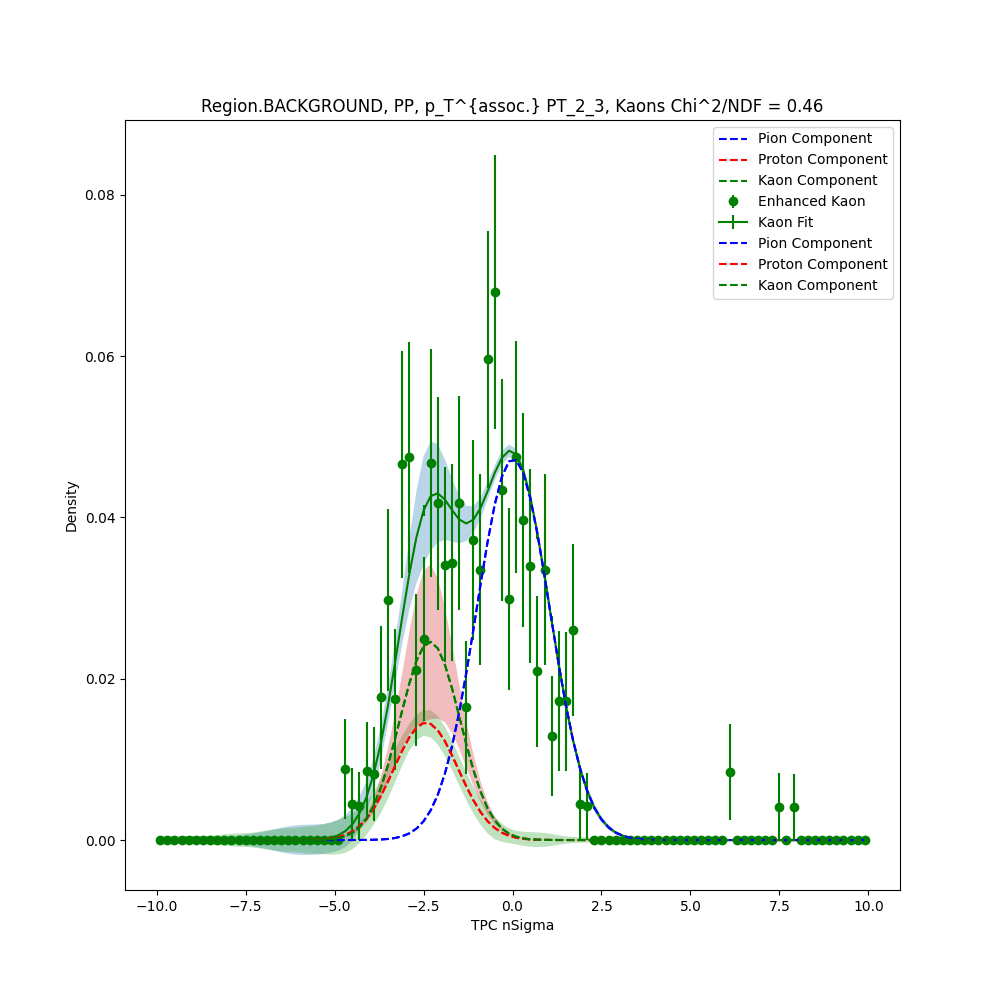 Region.BACKGROUND, PP, p_T^{assoc.} PT_2_3, Kaons Chi^2/NDF = 0.46
Pion Component
Proton Component
Kaon Component
Enhanced Kaon
Kaon Fit
Pion Component
Proton Component
Kaon Component
0.08
0.06
0.04
0.02
0.00
Density
−10.0
−7.5
−5.0
−2.5
0.0
2.5
5.0
7.5
10.0
TPC nSigma